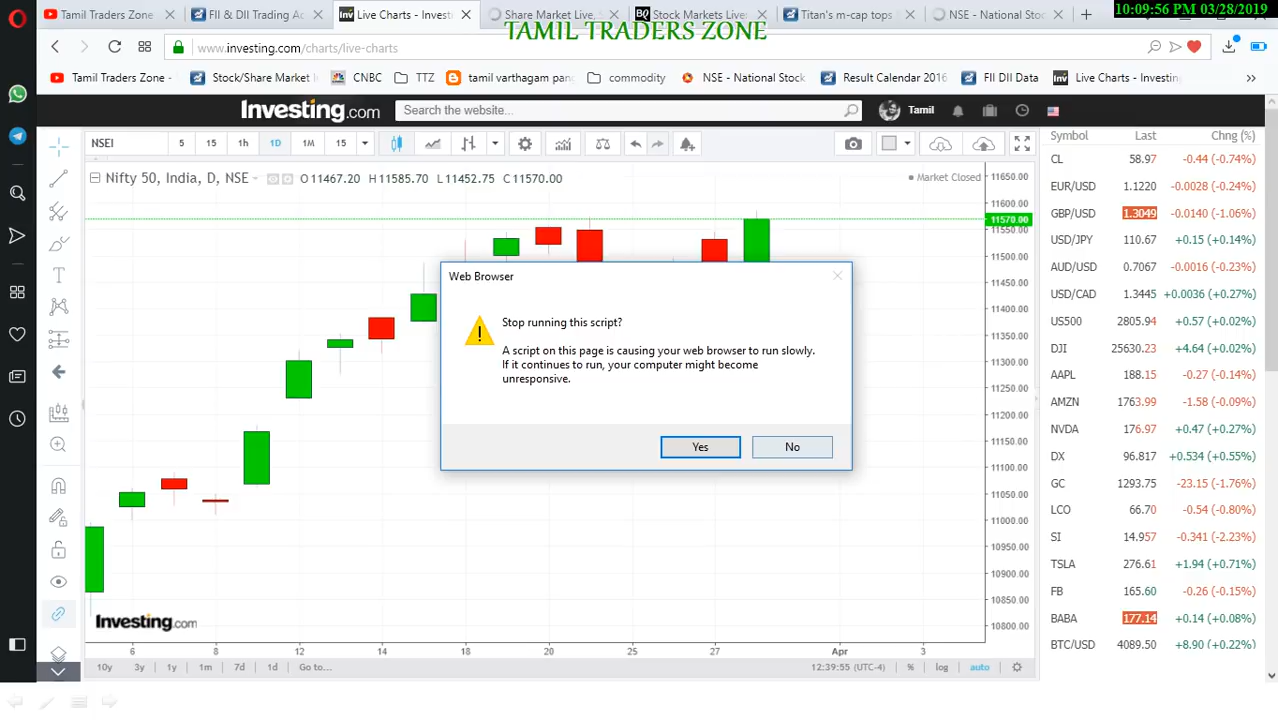 10:09:56 PM 03/28/2019
Tamil Traders Zone
FII & DII Trading Ac
Live Charts - Invest
Share Market Live,
BQ Stock Markets Live
Titan's m-cap tops
NSE - National Sto
TAMIL TRADERS ZONE
www.investing.com/charts/live-charts
Tamil Traders Zone -
Stock/Share Market
CNBC
TTZ
tamil varthagam pan
commodity
NSE - National Stock
Result Calendar 2016
FII DII Data
Inv Live Charts - Investin
Investing.com
Search the website...
Tamil
NSEI
5 15 1h 1D 1M 15
Symbol Last Chng (%)
Nifty 50, India, D, NSE
O 11467.20 H 11585.70 L 11452.75 C 11570.00
Market Closed
CL 58.97 -0.44 (-0.74%)
EUR/USD 1.1220 -0.0028 (-0.24%)
GBP/USD 1.3049 -0.0140 (-1.06%)
USD/JPY 110.67 +0.15 (+0.14%)
AUD/USD 0.7067 -0.0016 (-0.23%)
USD/CAD 1.3445 +0.0036 (+0.27%)
US500 2805.94 +0.57 (+0.02%)
DJI 25630.23 +4.64 (+0.02%)
AAPL 188.15 -0.27 (-0.14%)
AMZN 1763.99 -1.58 (-0.09%)
NVDA 176.97 +0.47 (+0.27%)
DX 96.817 +0.534 (+0.55%)
GC 1293.75 -23.15 (-1.76%)
LCO 66.70 -0.54 (-0.80%)
SI 14.957 -0.341 (-2.23%)
TSLA 276.61 +1.94 (+0.71%)
FB 165.60 -0.26 (-0.15%)
BABA 177.14 +0.14 (+0.08%)
BTC/USD 4089.50 +8.90 (+0.22%)
11650.00
11600.00
11570.00
11550.00
11500.00
11450.00
11400.00
11350.00
11300.00
11250.00
11200.00
11150.00
11100.00
11050.00
11000.00
10950.00
10900.00
10850.00
10800.00
Web Browser
Stop running this script?
A script on this page is causing your web browser to run slowly.
If it continues to run, your computer might become
unresponsive.
Yes No
Investing.com
6 8 12 14 18 20 25 27 Apr 3
10y 3y 1y 1m 7d 1d Go to...
12:39:55 (UTC-4) % log auto